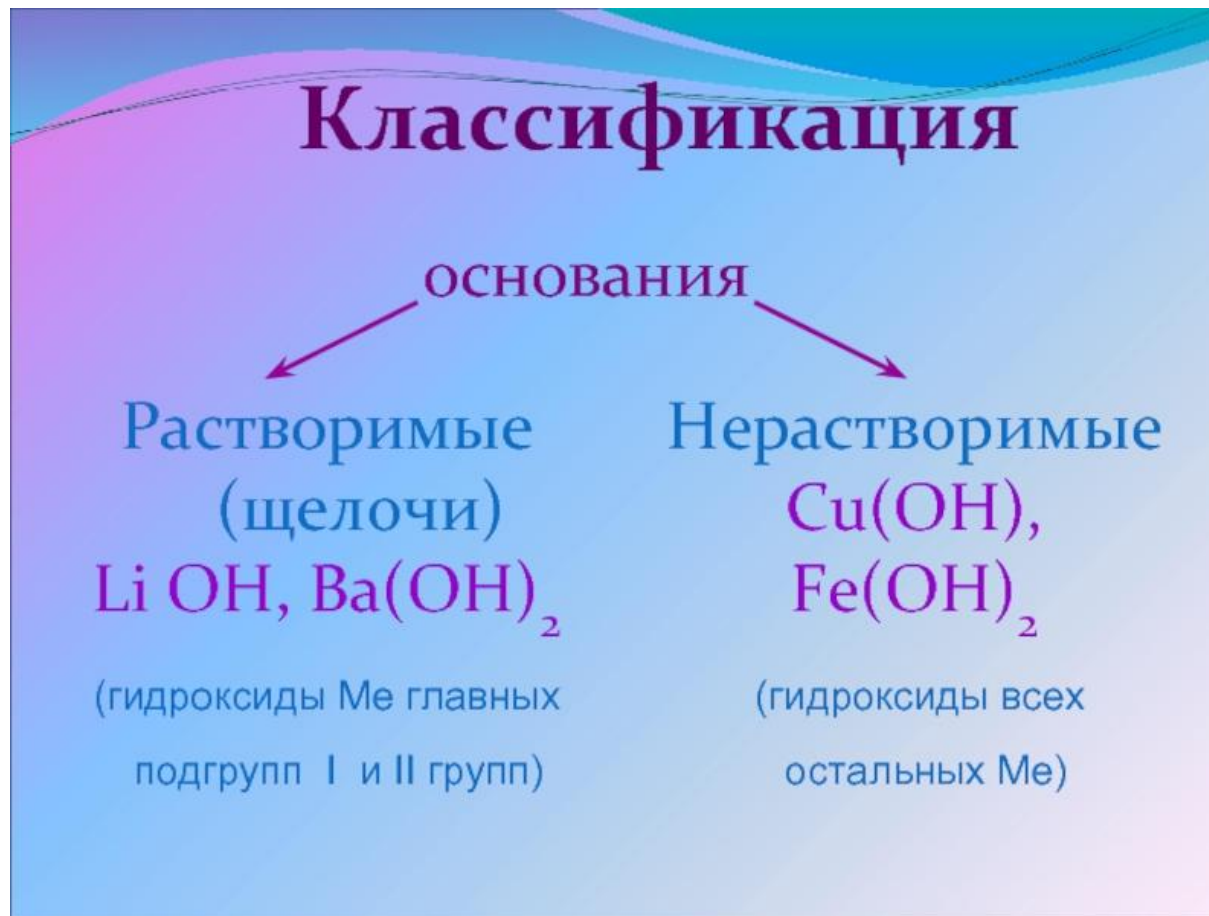 Классификация
основания
Растворимые
(щелочи)
Li OH, Ba(OH)₂
(гидроксиды Ме главных
подгрупп I и II групп)
Нерастворимые
Cu(OH),
Fe(OH)₂
(гидроксиды всех
остальных Ме)